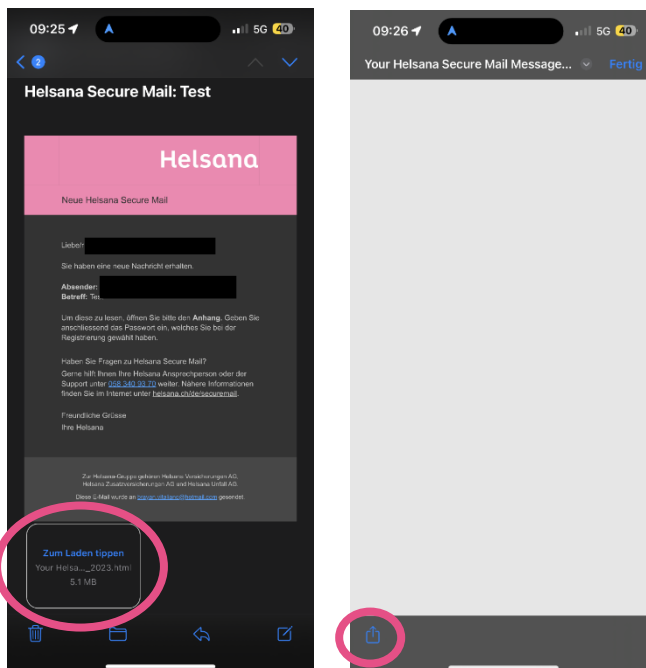 09:25
5G 40
2
Helsana Secure Mail: Test
Helsana
Neue Helsana Secure Mail
Sie haben eine neue Nachricht erhalten.
Absender:
Betreff:
Um diese zu lesen, öffnen Sie bitte den Anhang. Geben Sie
anschliessend das Passwort ein, welches Sie bei der
Registrierung gewählt haben.
Haben Sie Fragen zu Helsana Secure Mail?
Gerne hilft Ihnen Ihre Helsana Ansprechperson oder der
Support unter 058 340 93 70 weiter. Nähere Informationen
finden Sie im Internet unter helsana.ch/de/securemail.
Freundliche Grüsse
Ihre Helsana
Zur Helsana-Gruppe gehören Helsana Versicherungen AG,
Helsana Zusatzversicherungen AG und Helsana Unfall AG.
Diese E-Mail wurde an gesendet.
Zum Laden tippen
Your Helsa..._2023.html
5.1 MB
09:26
5G 40
Your Helsana Secure Mail Message...
Fertig